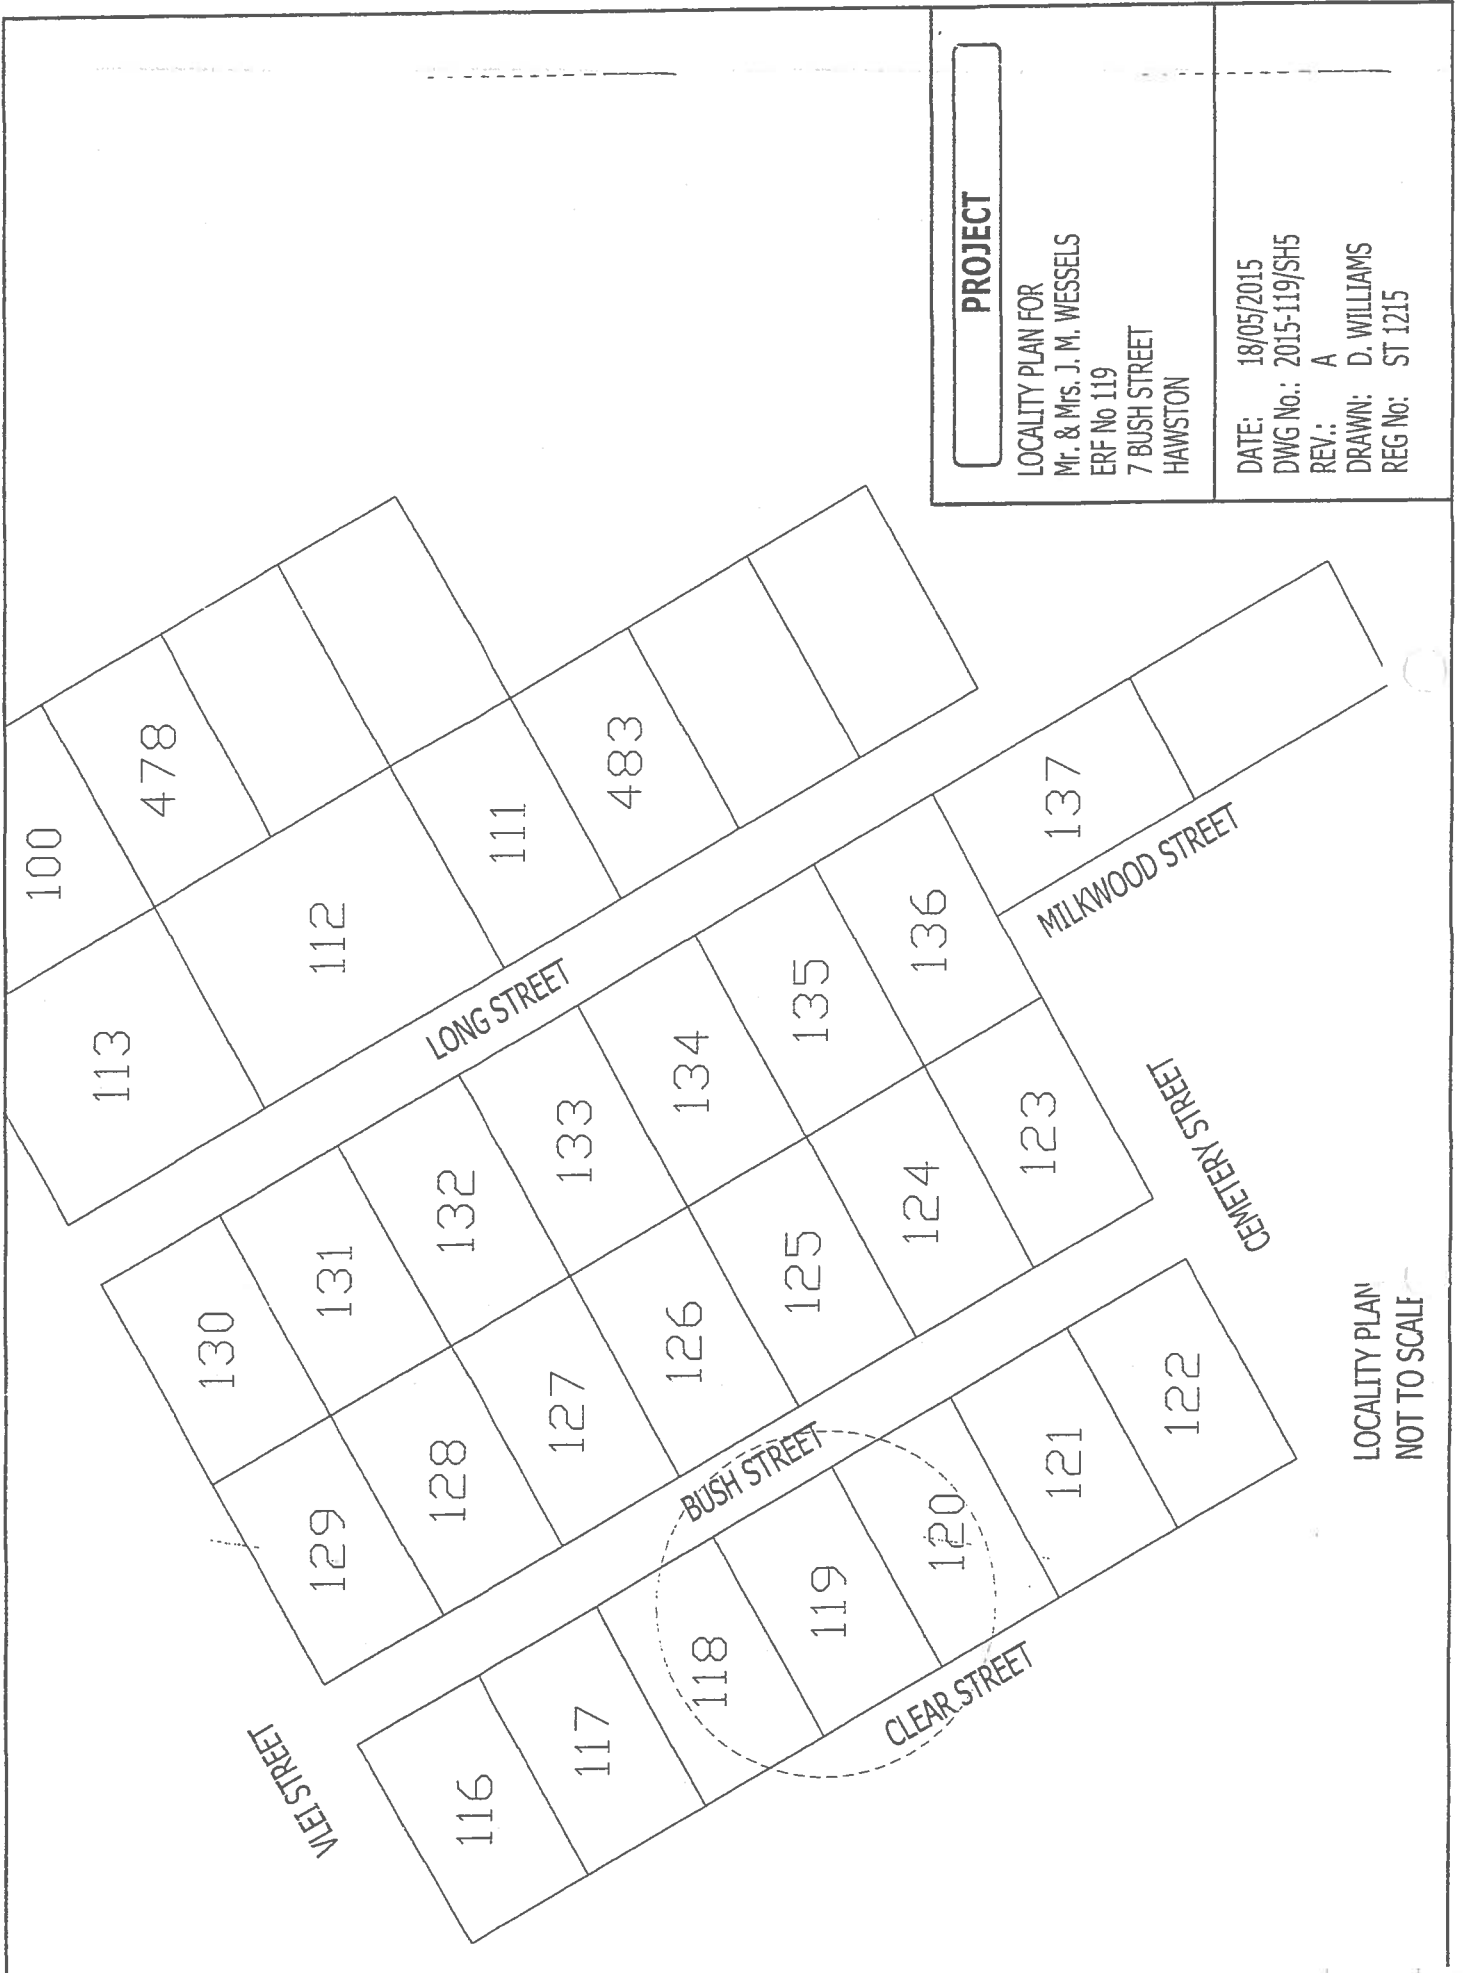 100
478
113
112
111
483
LONG STREET
130
131
132
133
134
135
136
137
MILKWOOD STREET
129
128
127
126
125
124
123
CEMETERY STREET
VLEI STREET
BUSH STREET
116
117
118
119
120
121
122
CLEAR STREET
LOCALITY PLAN
NOT TO SCALE
PROJECT
LOCALITY PLAN FOR
Mr. & Mrs. J. M. WESSELS
ERF No 119
7 BUSH STREET
HAWSTON
DATE: 18/05/2015
DWG No.: 2015-119/SH5
REV.: A
DRAWN: D. WILLIAMS
REG No: ST 1215